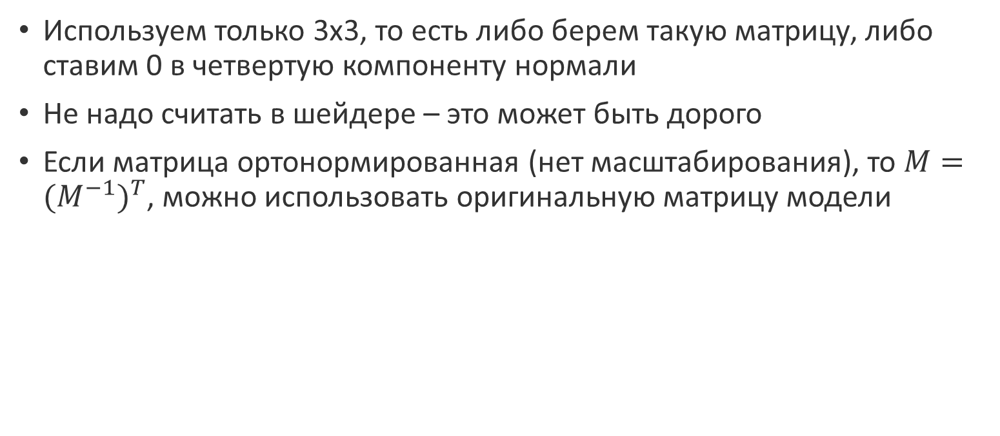 • Используем только 3x3, то есть либо берем такую матрицу, либо
ставим 0 в четвертую компоненту нормали
• Не надо считать в шейдере – это может быть дорого
• Если матрица ортонормированная (нет масштабирования), то 𝑀 =
(𝑀⁻¹)ᵀ, можно использовать оригинальную матрицу модели